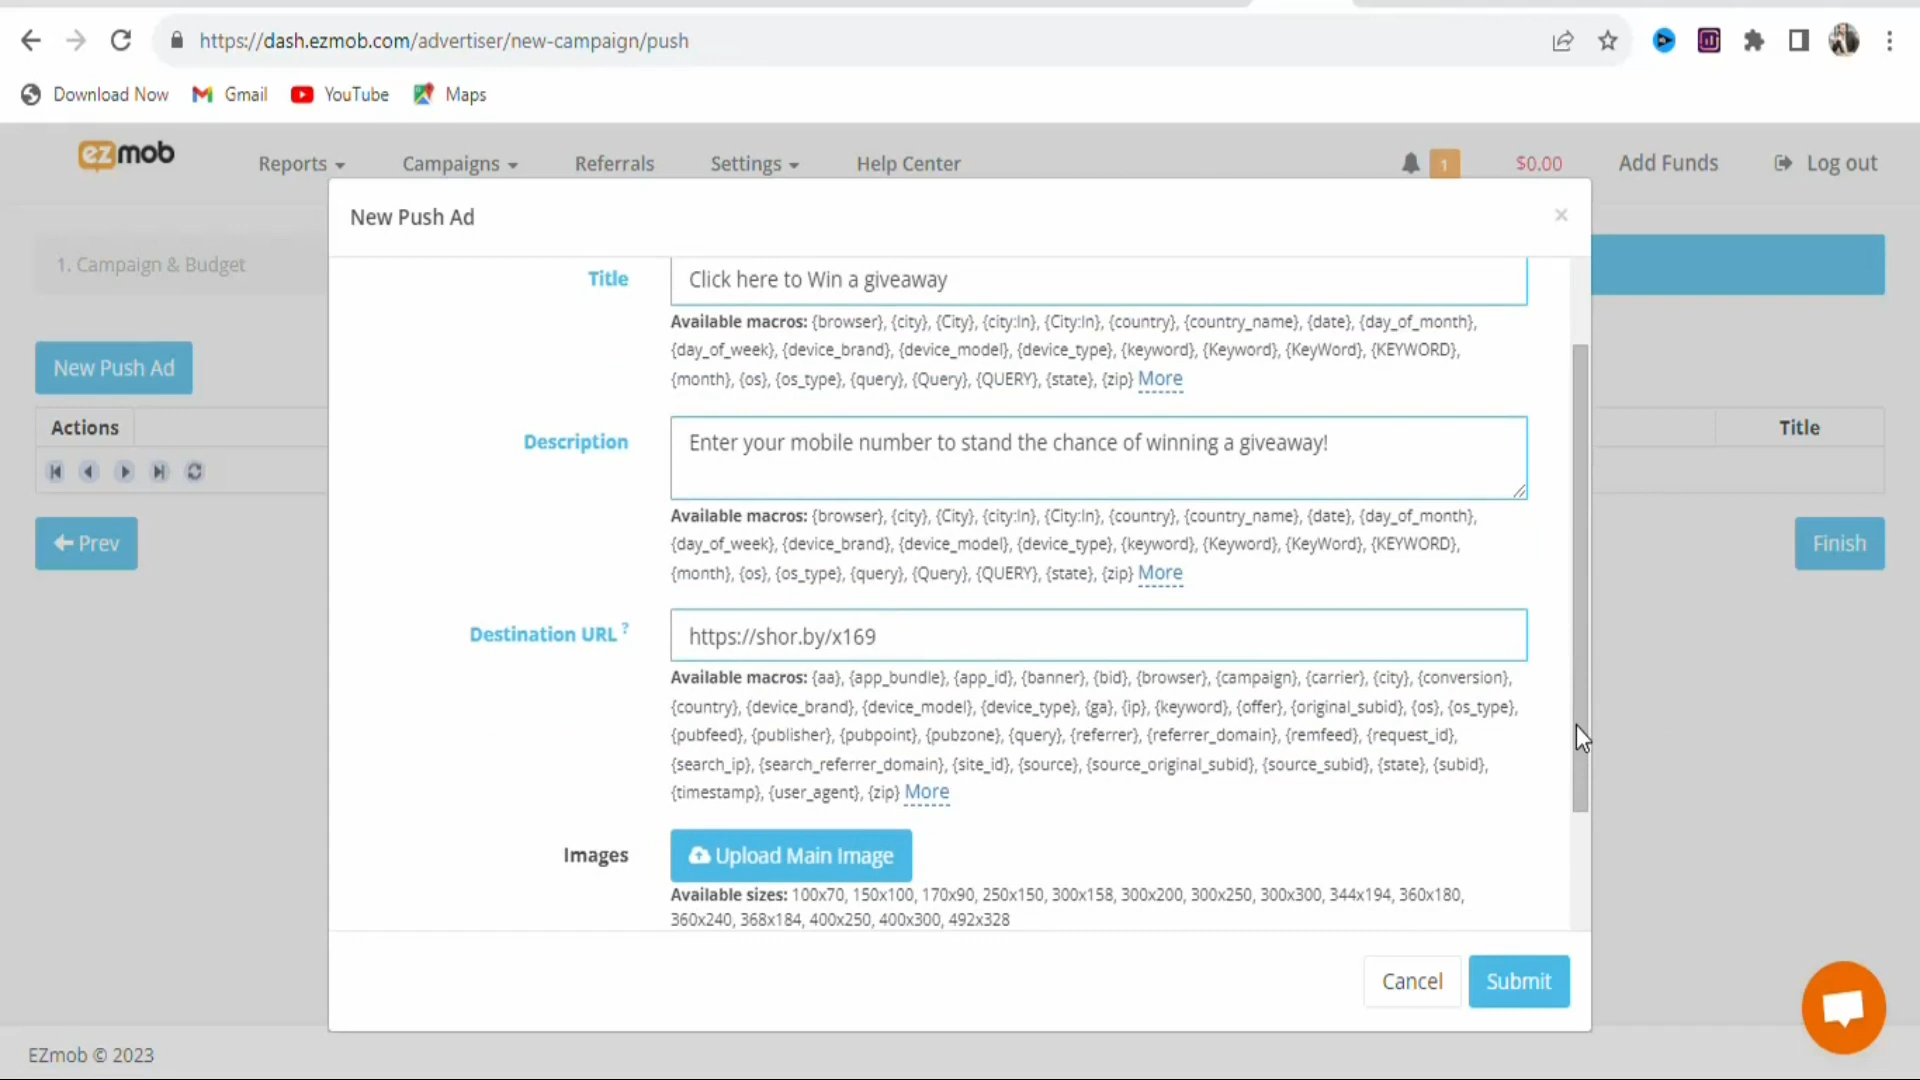 https://dash.ezmob.com/advertiser/new-campaign/push
Download Now Gmail YouTube Maps
ezmob Reports Campaigns Referrals Settings Help Center 1 $0.00 Add Funds Log out
New Push Ad ×
1. Campaign & Budget
Title Click here to Win a giveaway
Available macros: {browser}, {city}, {City}, {city:In}, {City:In}, {country}, {country_name}, {date}, {day_of_month},
{day_of_week}, {device_brand}, {device_model}, {device_type}, {keyword}, {Keyword}, {KeyWord}, {KEYWORD},
{month}, {os}, {os_type}, {query}, {Query}, {QUERY}, {state}, {zip} More
New Push Ad
Actions Title
Description Enter your mobile number to stand the chance of winning a giveaway!
Available macros: {browser}, {city}, {City}, {city:In}, {City:In}, {country}, {country_name}, {date}, {day_of_month},
{day_of_week}, {device_brand}, {device_model}, {device_type}, {keyword}, {Keyword}, {KeyWord}, {KEYWORD},
{month}, {os}, {os_type}, {query}, {Query}, {QUERY}, {state}, {zip} More
Prev Finish
Destination URL ? https://shor.by/x169
Available macros: {aa}, {app_bundle}, {app_id}, {banner}, {bid}, {browser}, {campaign}, {carrier}, {city}, {conversion},
{country}, {device_brand}, {device_model}, {device_type}, {ga}, {ip}, {keyword}, {offer}, {original_subid}, {os}, {os_type},
{pubfeed}, {publisher}, {pubpoint}, {pubzone}, {query}, {referrer}, {referrer_domain}, {remfeed}, {request_id},
{search_ip}, {search_referrer_domain}, {site_id}, {source}, {source_original_subid}, {source_subid}, {state}, {subid},
{timestamp}, {user_agent}, {zip} More
Images Upload Main Image
Available sizes: 100x70, 150x100, 170x90, 250x150, 300x158, 300x200, 300x250, 300x300, 344x194, 360x180,
360x240, 368x184, 400x250, 400x300, 492x328
Cancel Submit
EZmob © 2023